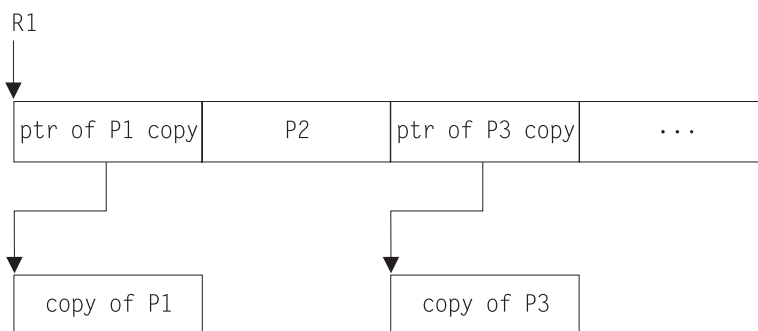 R1
ptr of P1 copy
P2
ptr of P3 copy
...
copy of P1
copy of P3